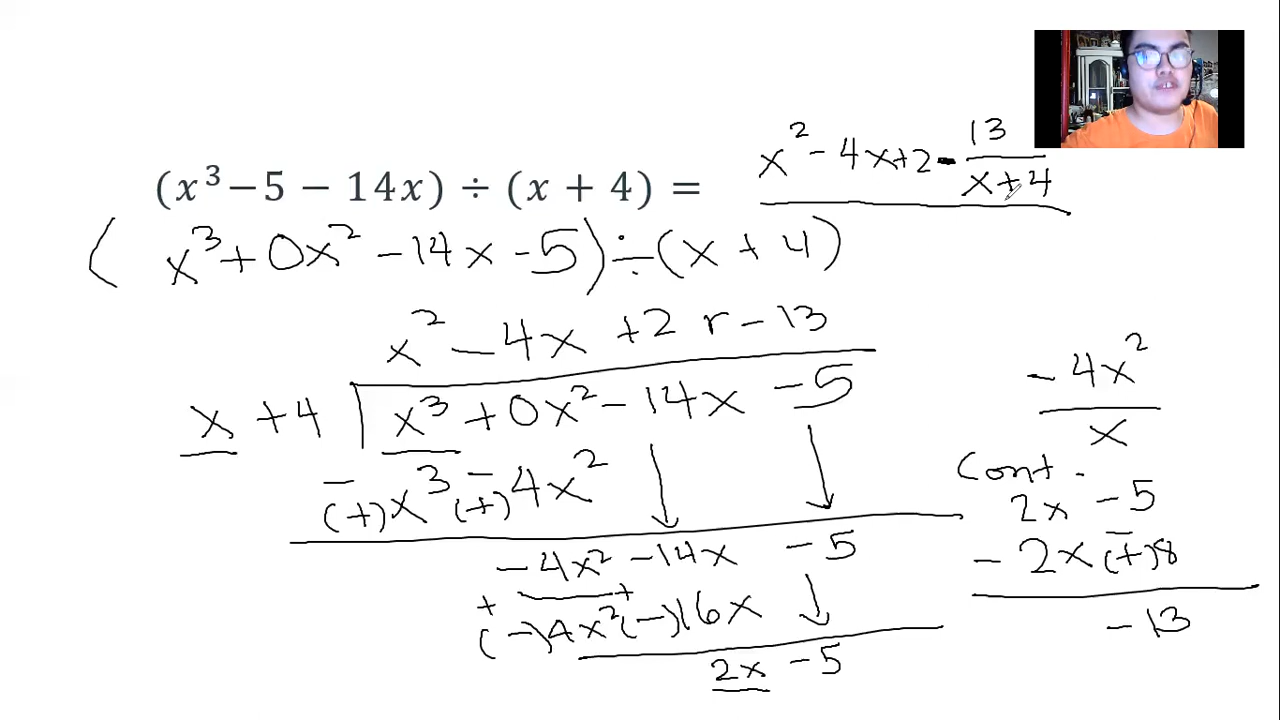 (x³−5 − 14x) ÷ (x + 4) = x² - 4x+2 - 13/(x+4)
(x³+0x² -14x -5)÷(x + 4)
x² - 4x +2 r -13
x +4 x³ +0x² -14x -5
(+)x³ (+)4x²
- -
-4x² -14x -5
+ +
(-)4x²(-)16x
2x -5
-4x²
x
Cont.
2x -5
-
- 2x (+)8
-13